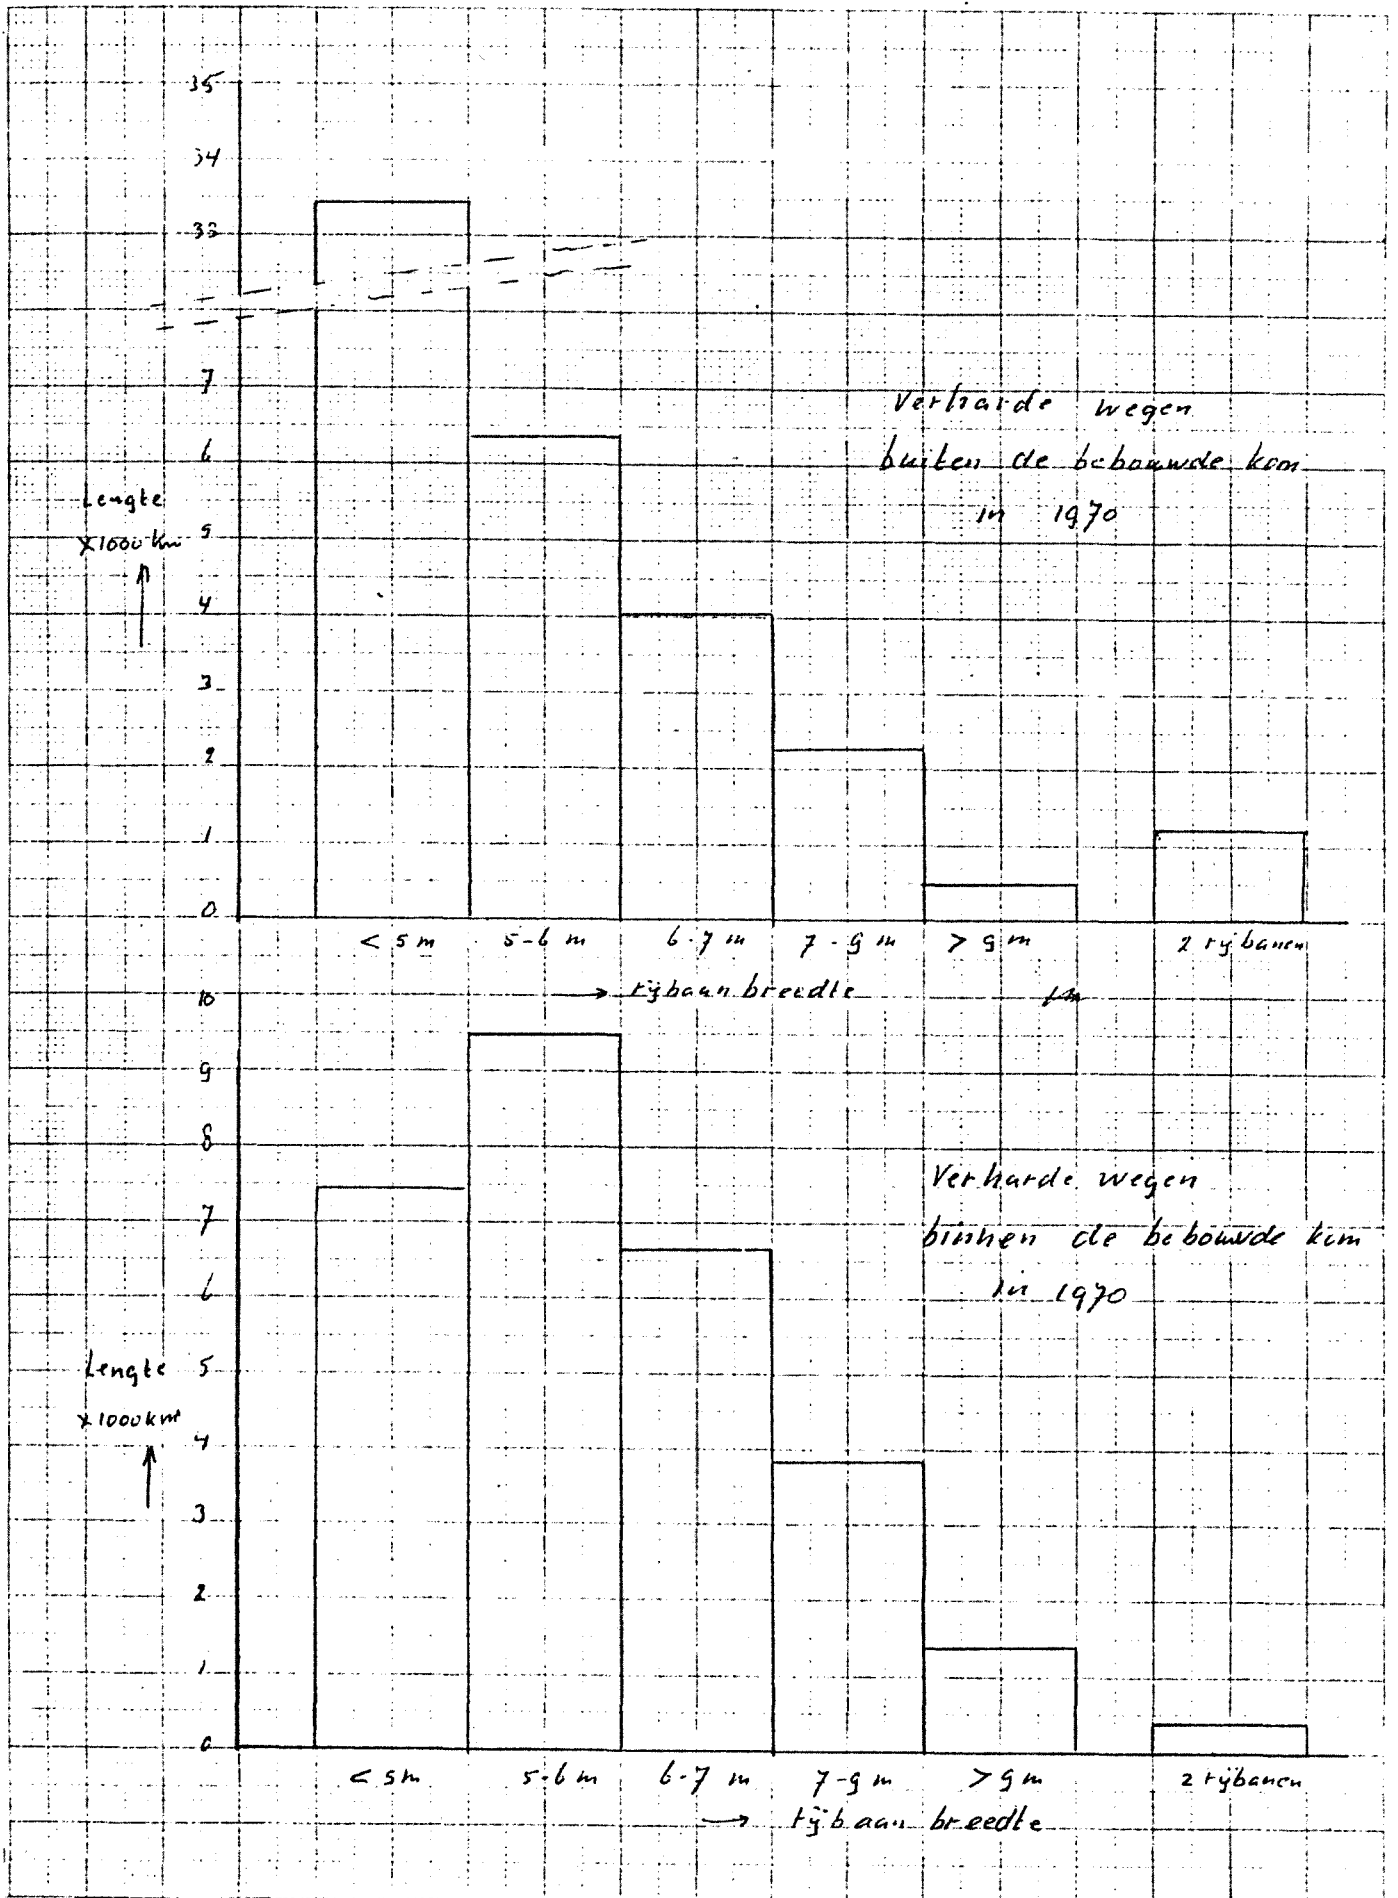 35
34
33
7
6
5
4
3
2
1
0
Lengte
x1000 km
Verharde wegen
buiten de bebouwde kom
in 1970
< 5 m 5-6 m 6-7 m 7-9 m > 9 m 2 rijbanen
→ rijbaan breedte
10
9
8
7
6
5
4
3
2
1
0
Lengte
x1000 km
Verharde wegen
binnen de bebouwde kom
in 1970
< 5 m 5-6 m 6-7 m 7-9 m > 9 m 2 rijbanen
→ rijbaan breedte